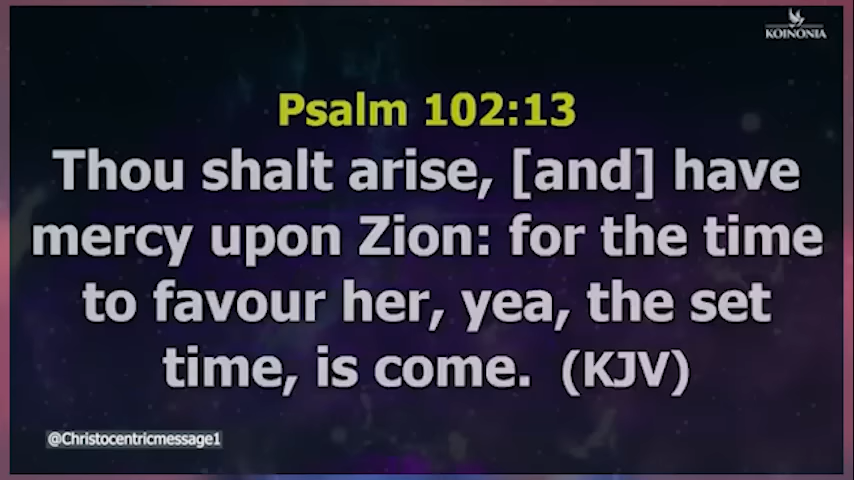 KOINONIA
Psalm 102:13
Thou shalt arise, [and] have
mercy upon Zion: for the time
to favour her, yea, the set
time, is come. (KJV)
@Christocentricmessage1